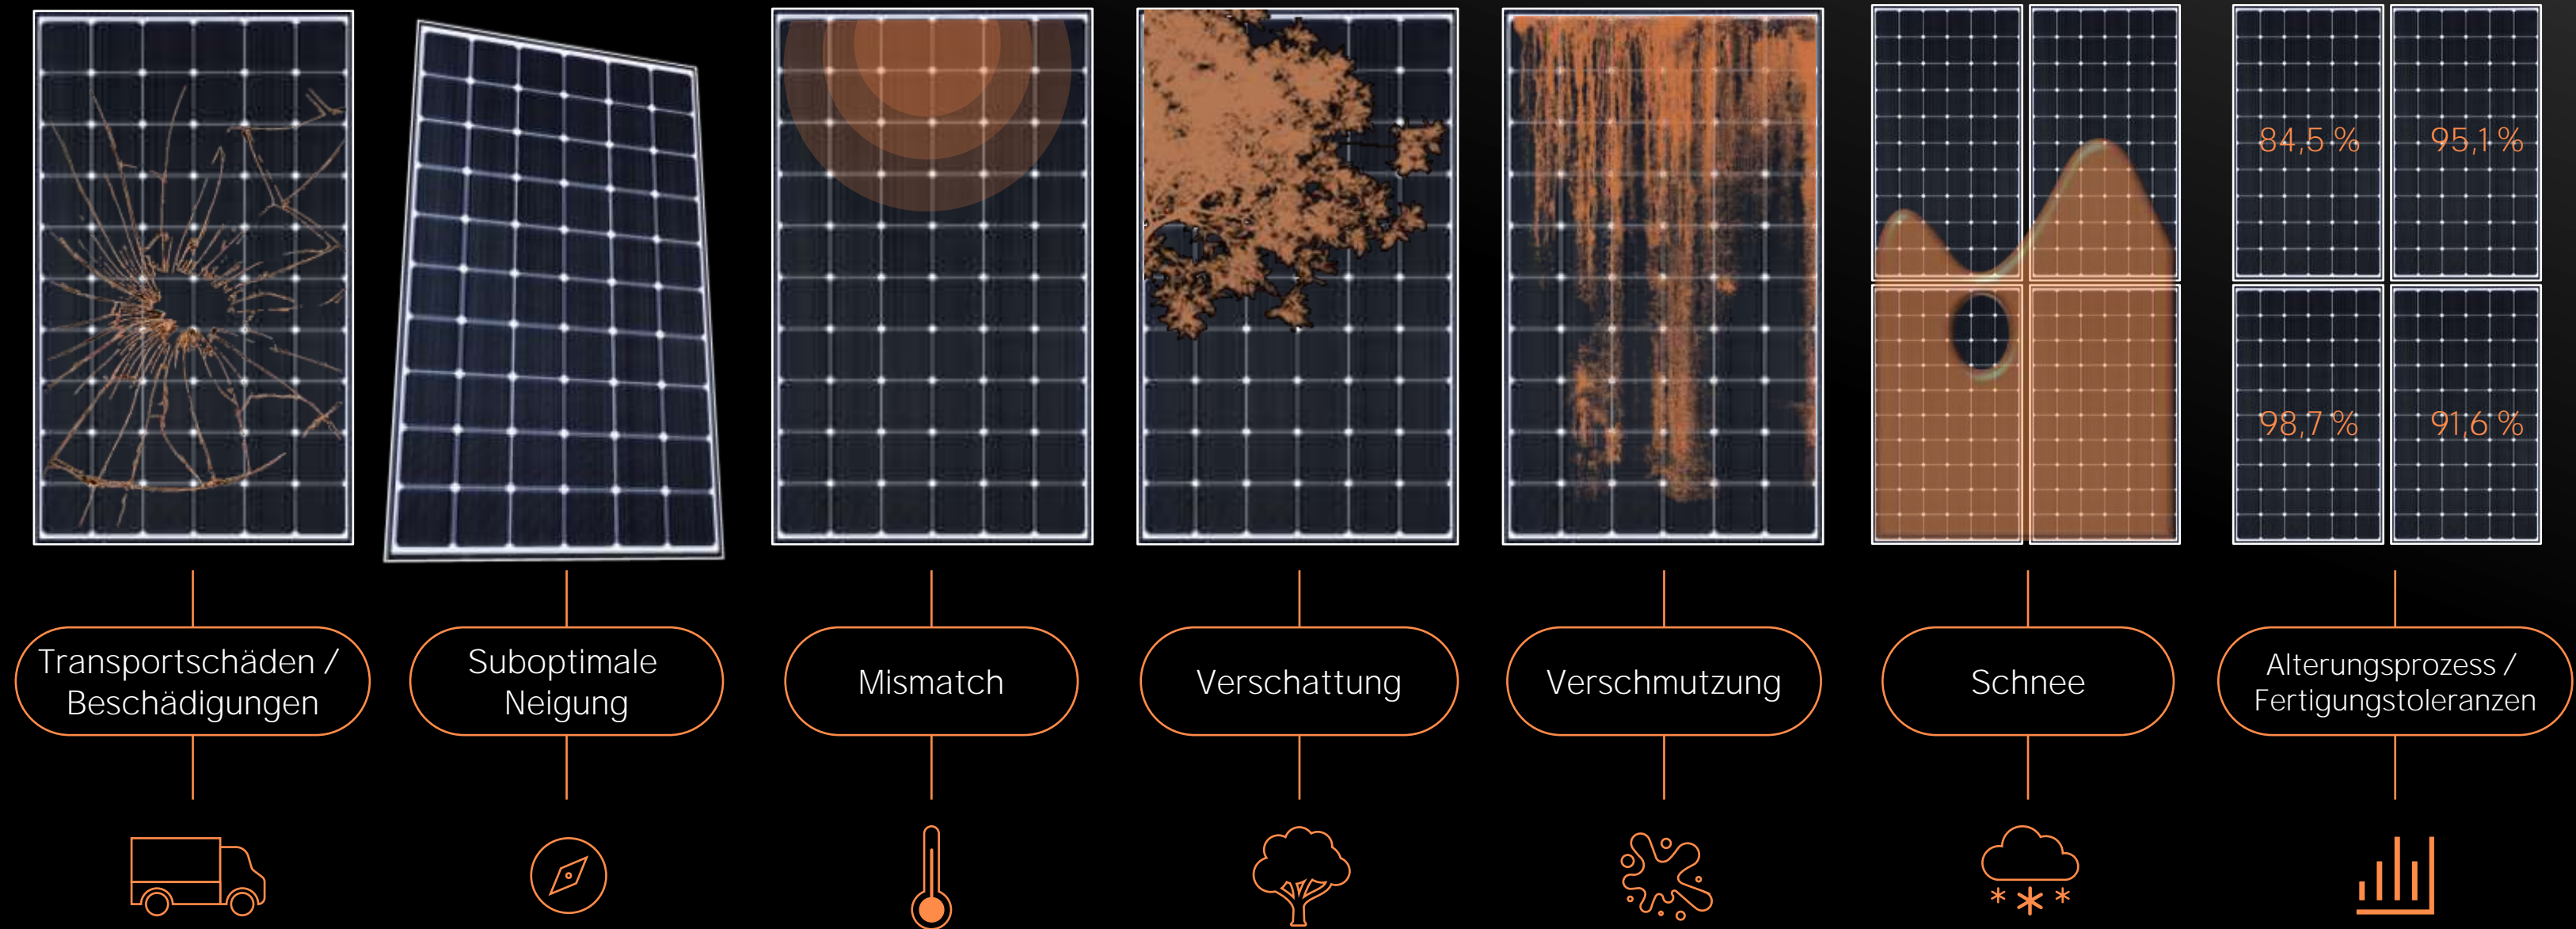 84,5 %
95,1 %
98,7 %
91,6 %
Transportschäden /
Beschädigungen
Suboptimale
Neigung
Mismatch
Verschattung
Verschmutzung
Schnee
Alterungsprozess /
Fertigungstoleranzen